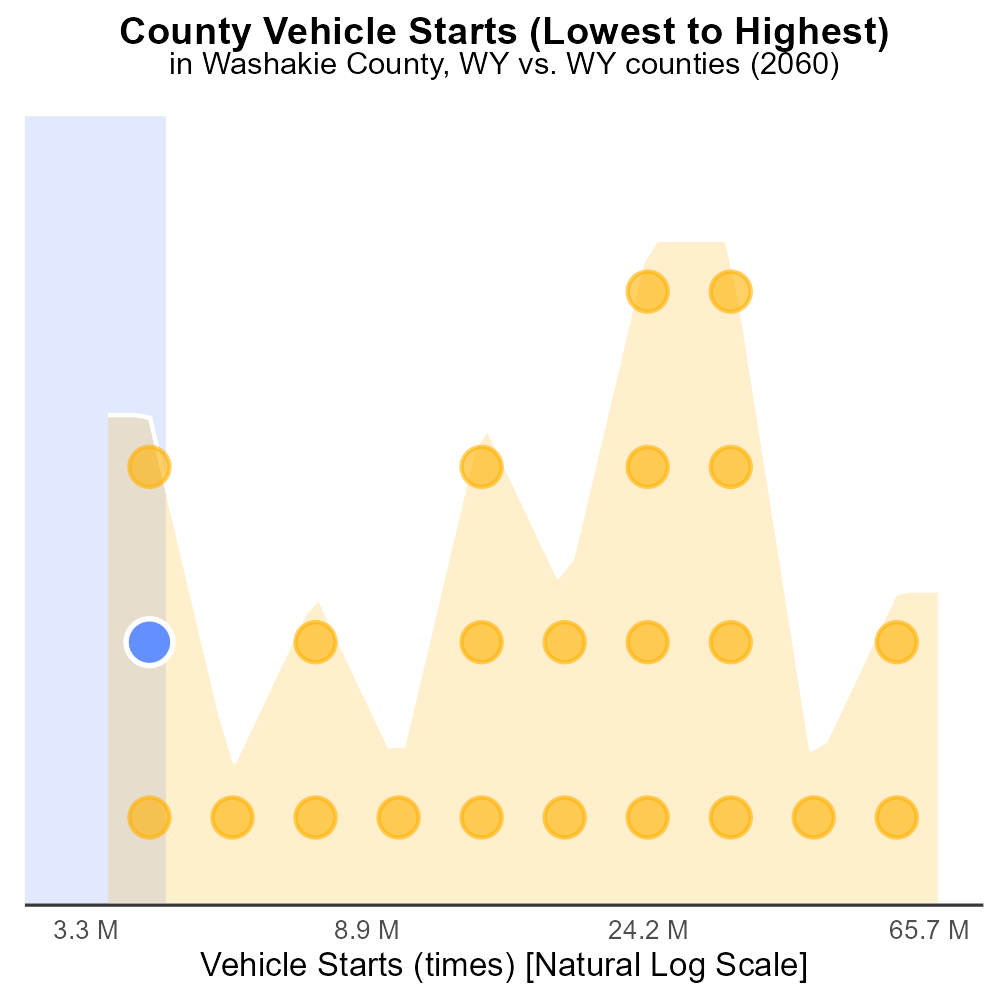 County Vehicle Starts (Lowest to Highest)
in Washakie County, WY vs. WY counties (2060)
3.3 M 8.9 M 24.2 M 65.7 M
Vehicle Starts (times) [Natural Log Scale]